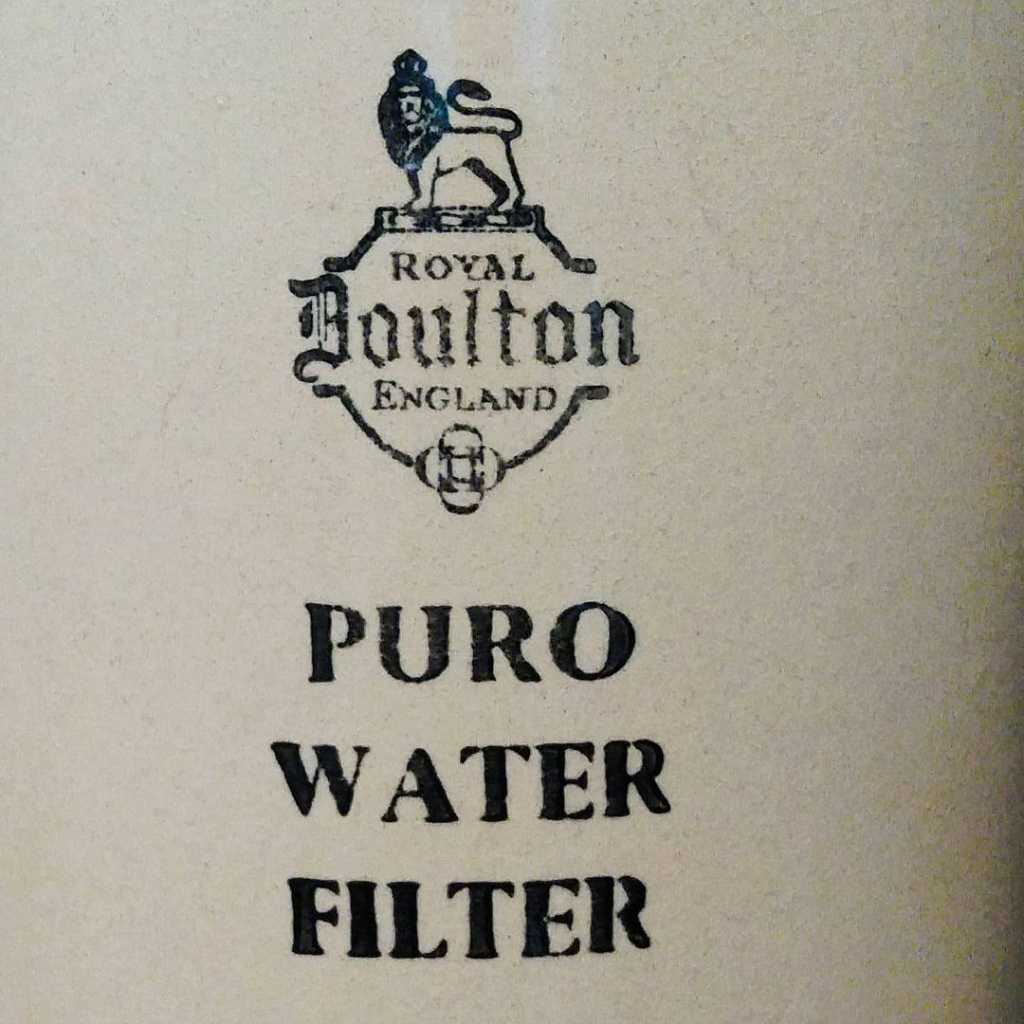 ROYAL
Doulton
ENGLAND
H
PURO
WATER
FILTER